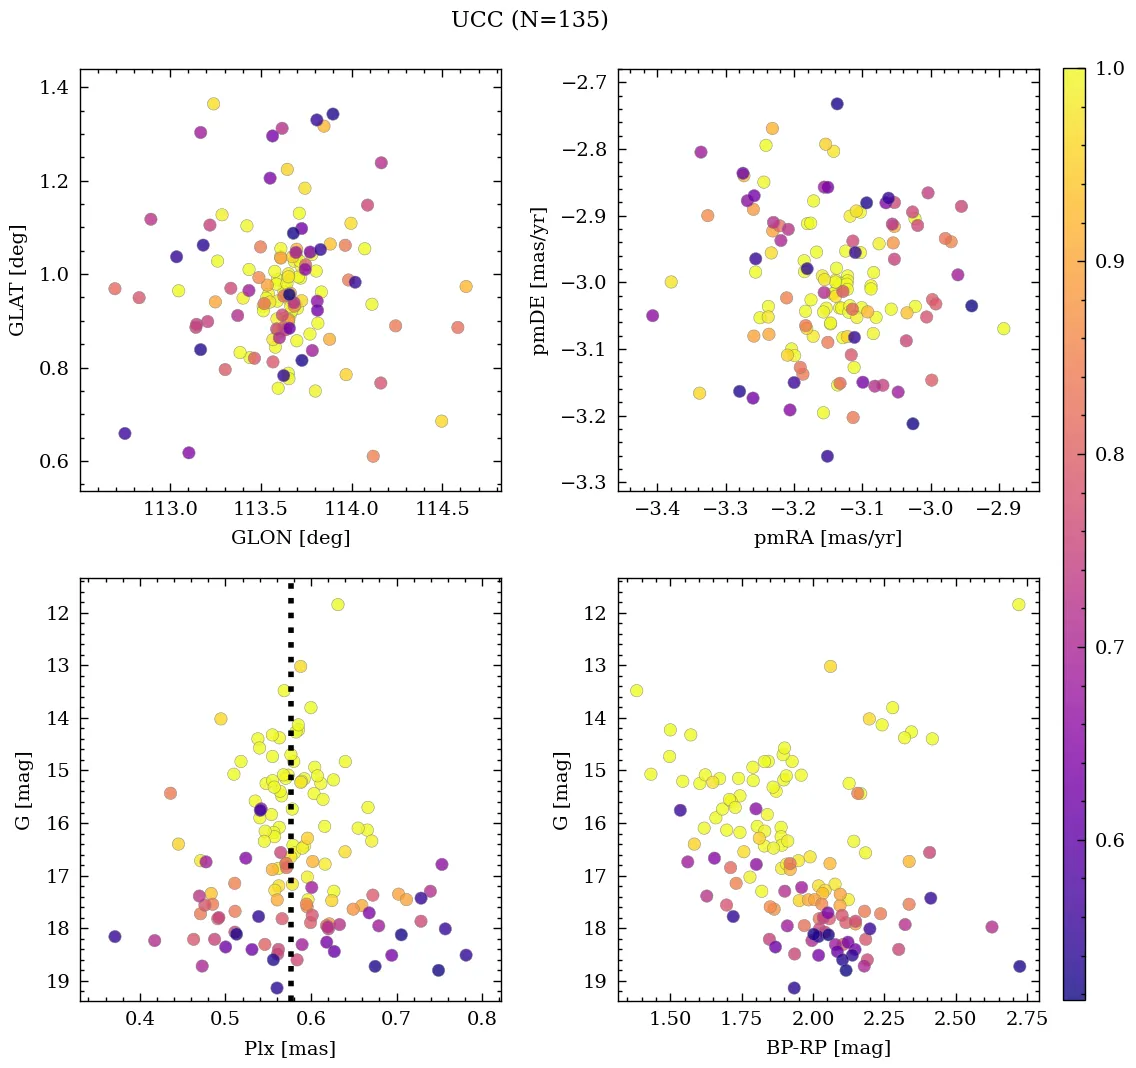 UCC (N=135)
1.4
1.2
1.0
0.8
0.6
GLAT [deg]
113.0 113.5 114.0 114.5
GLON [deg]
−2.7
−2.8
−2.9
−3.0
−3.1
−3.2
−3.3
pmDE [mas/yr]
−3.4 −3.3 −3.2 −3.1 −3.0 −2.9
pmRA [mas/yr]
12
13
14
15
16
17
18
19
G [mag]
0.4 0.5 0.6 0.7 0.8
Plx [mas]
12
13
14
15
16
17
18
19
G [mag]
1.50 1.75 2.00 2.25 2.50 2.75
BP-RP [mag]
1.0
0.9
0.8
0.7
0.6